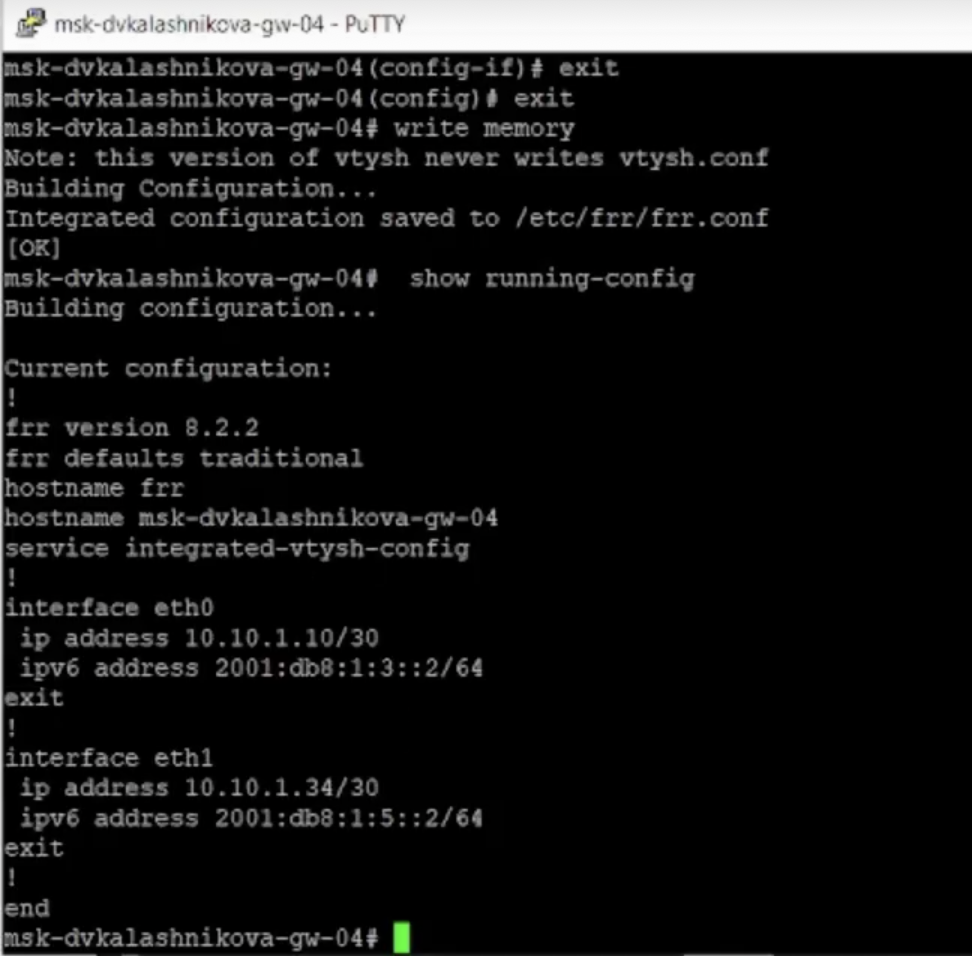 msk-dvkalashnikova-gw-04 - PuTTY
msk-dvkalashnikova-gw-04(config-if)# exit
msk-dvkalashnikova-gw-04(config)# exit
msk-dvkalashnikova-gw-04# write memory
Note: this version of vtysh never writes vtysh.conf
Building Configuration...
Integrated configuration saved to /etc/frr/frr.conf
[OK]
msk-dvkalashnikova-gw-04#  show running-config
Building configuration...
Current configuration:
!
frr version 8.2.2
frr defaults traditional
hostname frr
hostname msk-dvkalashnikova-gw-04
service integrated-vtysh-config
!
interface eth0
 ip address 10.10.1.10/30
 ipv6 address 2001:db8:1:3::2/64
exit
!
interface eth1
 ip address 10.10.1.34/30
 ipv6 address 2001:db8:1:5::2/64
exit
!
end
msk-dvkalashnikova-gw-04#